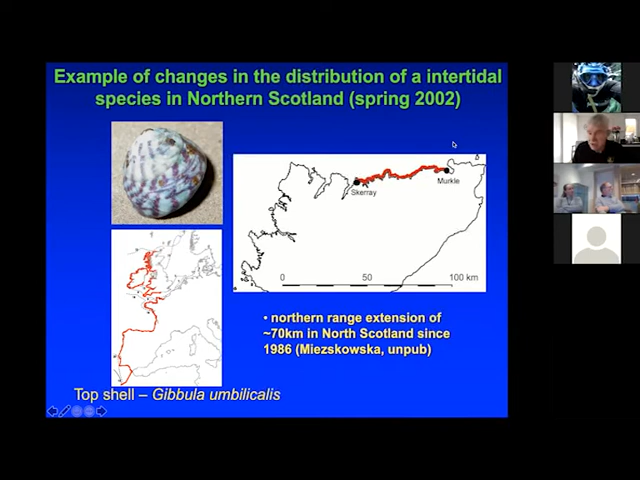 Example of changes in the distribution of a intertidal
species in Northern Scotland (spring 2002)
Skerray
Murkle
0
50
100 km
• northern range extension of
~70km in North Scotland since
1986 (Miezskowska, unpub)
Top shell – Gibbula umbilicalis